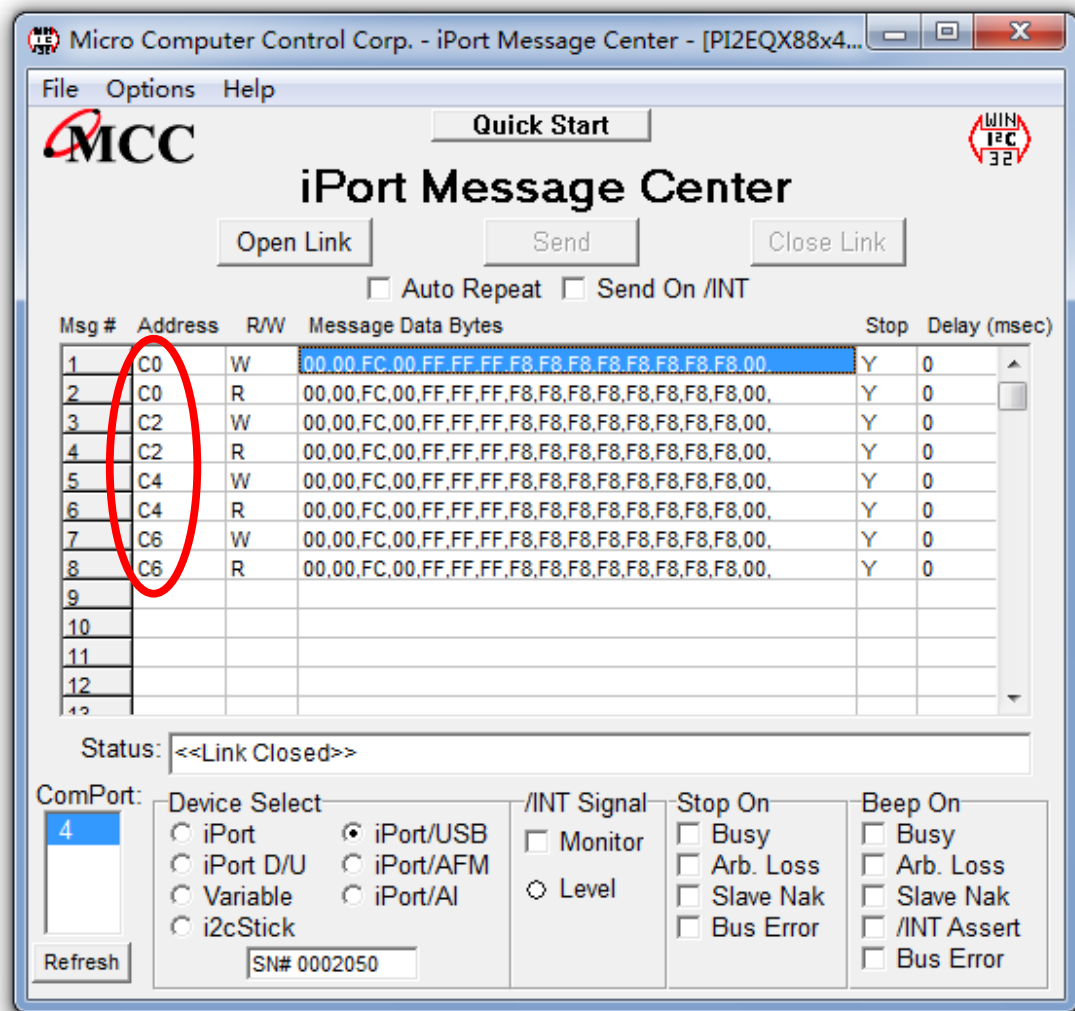 Micro Computer Control Corp. - iPort Message Center - [PI2EQX88x4...
File Options Help
MCC
Quick Start
WIN
I²C
32
iPort Message Center
Open Link Send Close Link
Auto Repeat Send On /INT
Msg # Address R/W Message Data Bytes Stop Delay (msec)
1 C0 W 00,00,FC,00,FF,FF,FF,F8,F8,F8,F8,F8,F8,F8,F8,00, Y 0
2 C0 R 00,00,FC,00,FF,FF,FF,F8,F8,F8,F8,F8,F8,F8,F8,00, Y 0
3 C2 W 00,00,FC,00,FF,FF,FF,F8,F8,F8,F8,F8,F8,F8,F8,00, Y 0
4 C2 R 00,00,FC,00,FF,FF,FF,F8,F8,F8,F8,F8,F8,F8,F8,00, Y 0
5 C4 W 00,00,FC,00,FF,FF,FF,F8,F8,F8,F8,F8,F8,F8,F8,00, Y 0
6 C4 R 00,00,FC,00,FF,FF,FF,F8,F8,F8,F8,F8,F8,F8,F8,00, Y 0
7 C6 W 00,00,FC,00,FF,FF,FF,F8,F8,F8,F8,F8,F8,F8,F8,00, Y 0
8 C6 R 00,00,FC,00,FF,FF,FF,F8,F8,F8,F8,F8,F8,F8,F8,00, Y 0
9
10
11
12
13
Status: <<Link Closed>>
ComPort: Device Select /INT Signal Stop On Beep On
4 iPort iPort/USB Monitor Busy Busy
iPort D/U iPort/AFM Arb. Loss Arb. Loss
Variable iPort/AI Level Slave Nak Slave Nak
i2cStick Bus Error /INT Assert
Refresh SN# 0002050 Bus Error